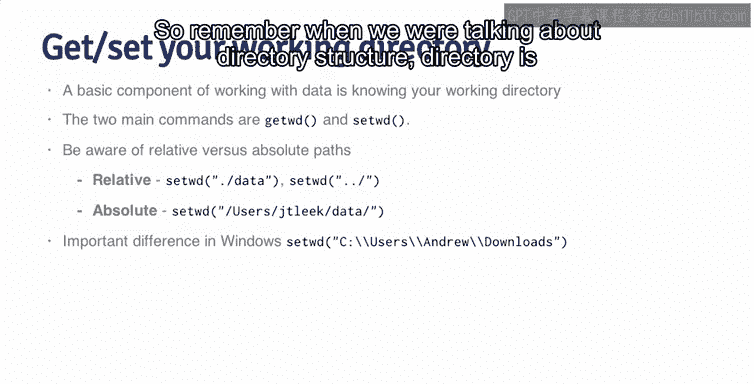 So remember when we were talking about
directory structure, directory is
Get/set your working directory
· A basic component of working with data is knowing your working directory
· The two main commands are getwd() and setwd().
· Be aware of relative versus absolute paths
- Relative - setwd("./data"), setwd("../")
- Absolute - setwd("/Users/jtleek/data/")
· Important difference in Windows setwd("C:\\Users\\Andrew\\Downloads")